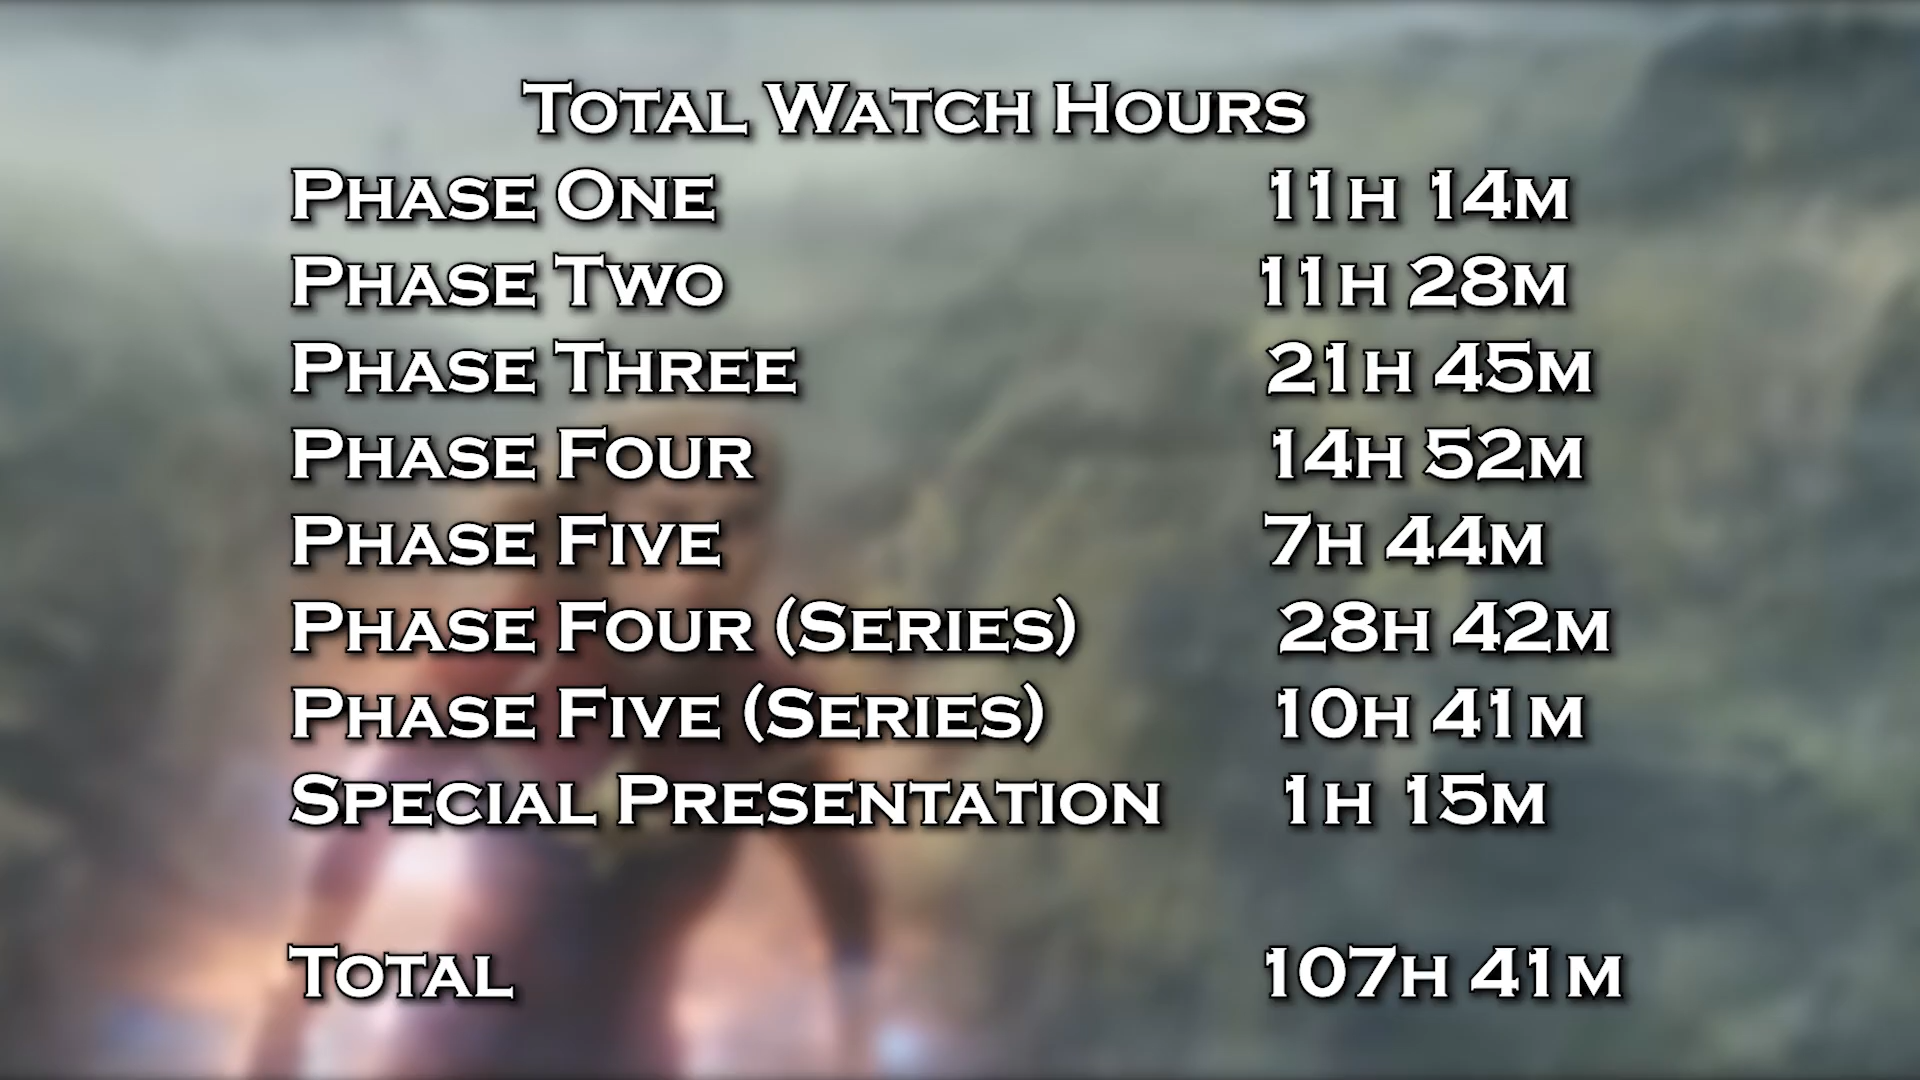 Total Watch Hours
Phase One 11h 14m
Phase Two 11h 28m
Phase Three 21h 45m
Phase Four 14h 52m
Phase Five 7h 44m
Phase Four (Series) 28h 42m
Phase Five (Series) 10h 41m
Special Presentation 1h 15m
Total 107h 41m